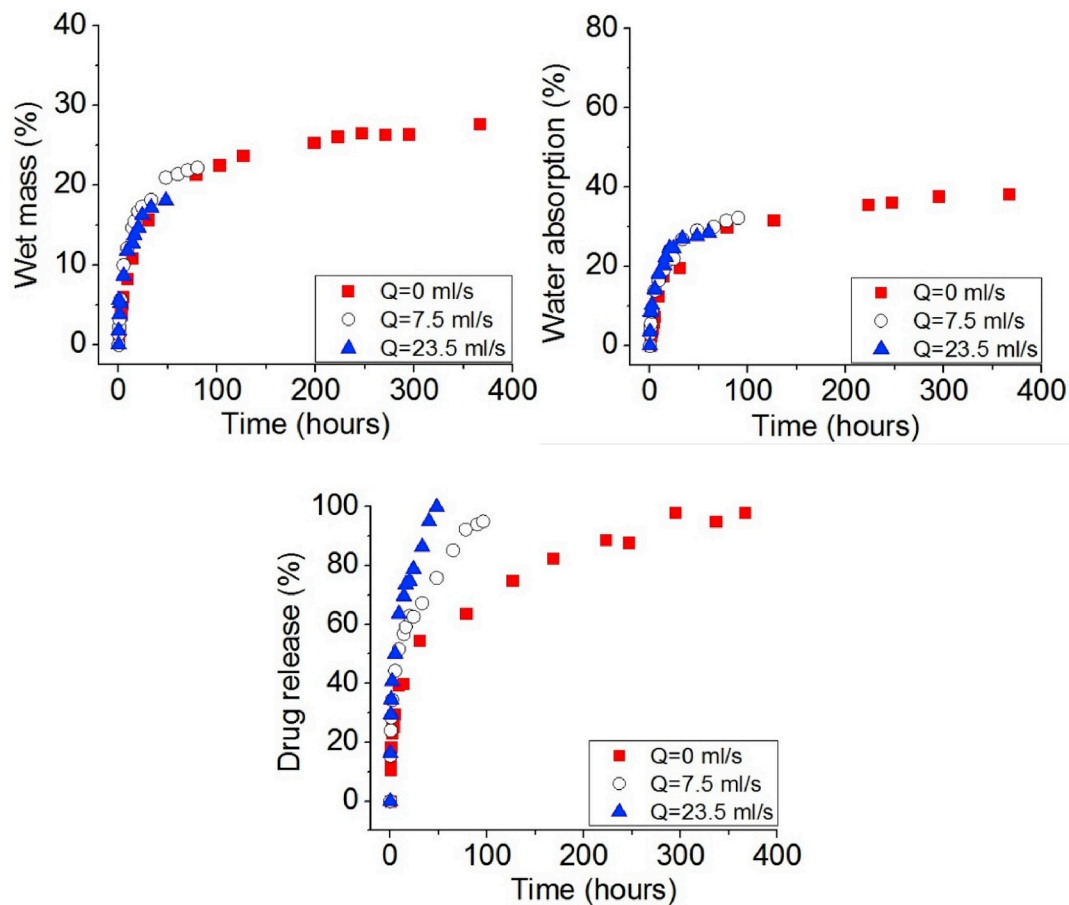 40
30
20
10
0
Wet mass (%)
Q=0 ml/s
Q=7.5 ml/s
Q=23.5 ml/s
0 100 200 300 400
Time (hours)
80
60
40
20
0
Water absorption (%)
Q=0 ml/s
Q=7.5 ml/s
Q=23.5 ml/s
0 100 200 300 400
Time (hours)
100
80
60
40
20
0
Drug release (%)
Q=0 ml/s
Q=7.5 ml/s
Q=23.5 ml/s
0 100 200 300 400
Time (hours)